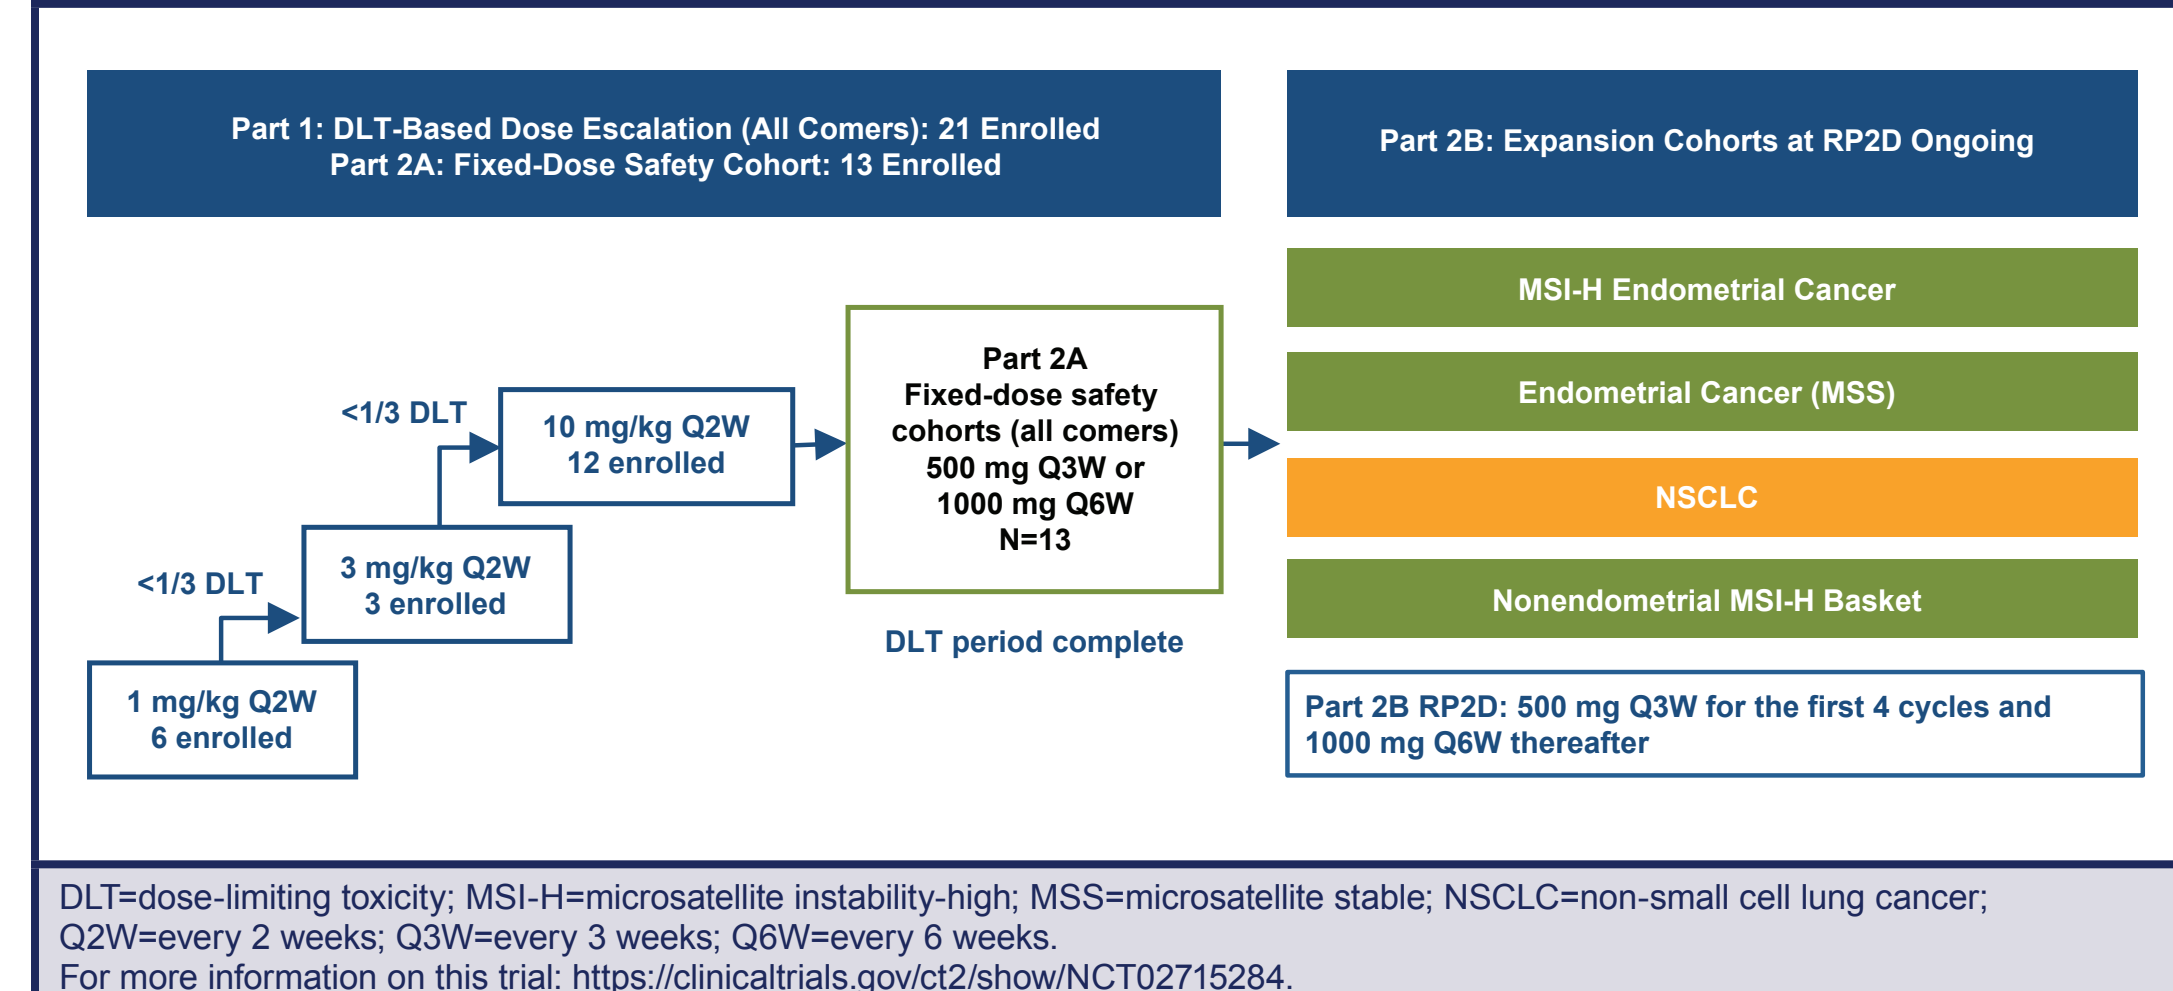 Part 1: DLT-Based Dose Escalation (All Comers): 21 Enrolled
Part 2A: Fixed-Dose Safety Cohort: 13 Enrolled
Part 2B: Expansion Cohorts at RP2D Ongoing
<1/3 DLT
1 mg/kg Q2W
6 enrolled
<1/3 DLT
3 mg/kg Q2W
3 enrolled
10 mg/kg Q2W
12 enrolled
Part 2A
Fixed-dose safety
cohorts (all comers)
500 mg Q3W or
1000 mg Q6W
N=13
DLT period complete
MSI-H Endometrial Cancer
Endometrial Cancer (MSS)
NSCLC
Nonendometrial MSI-H Basket
Part 2B RP2D: 500 mg Q3W for the first 4 cycles and
1000 mg Q6W thereafter
DLT=dose-limiting toxicity; MSI-H=microsatellite instability-high; MSS=microsatellite stable; NSCLC=non-small cell lung cancer;
Q2W=every 2 weeks; Q3W=every 3 weeks; Q6W=every 6 weeks.
For more information on this trial: https://clinicaltrials.gov/ct2/show/NCT02715284.